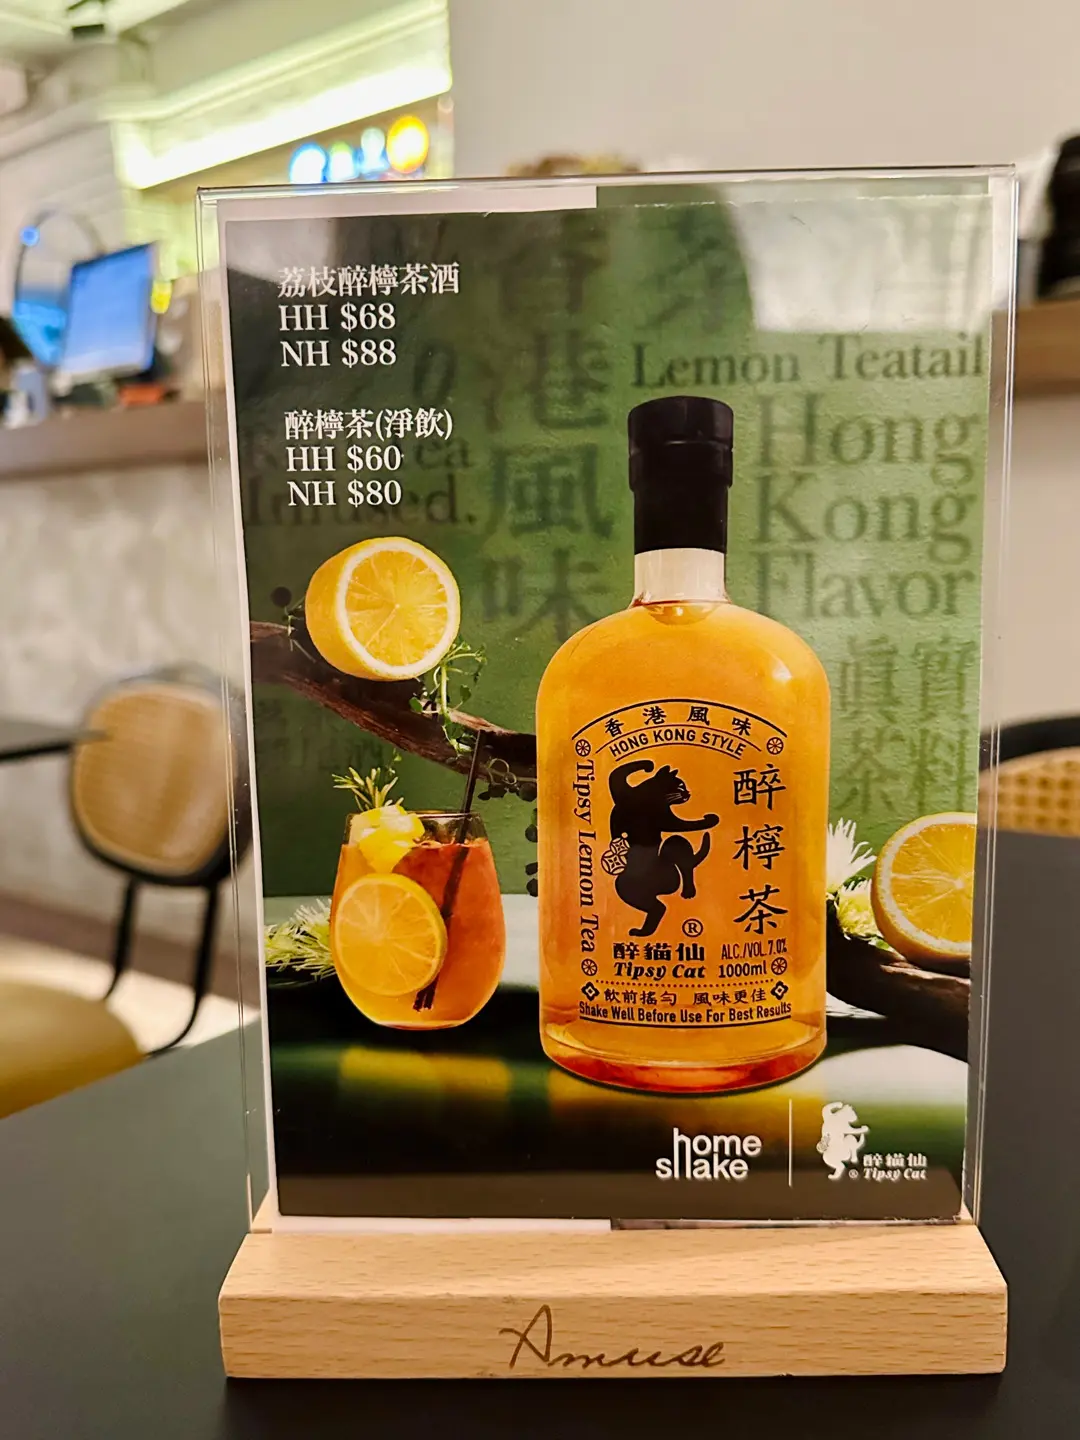 荔枝醉檸茶酒
HH $68
NH $88
醉檸茶(淨飲)
HH $60
NH $80
Tea
Infused.
香港風味
Lemon Teatail
Hong
Kong
Flavor
真實
茶料
香港風味
HONG KONG STYLE
Tipsy Lemon Tea
醉檸茶
®
醉貓仙
Tipsy Cat
ALC./VOL.7.0%
1000ml
飲前搖勻 風味更佳
Shake Well Before Use For Best Results
home
shake
醉貓仙
® Tipsy Cat
Amuse